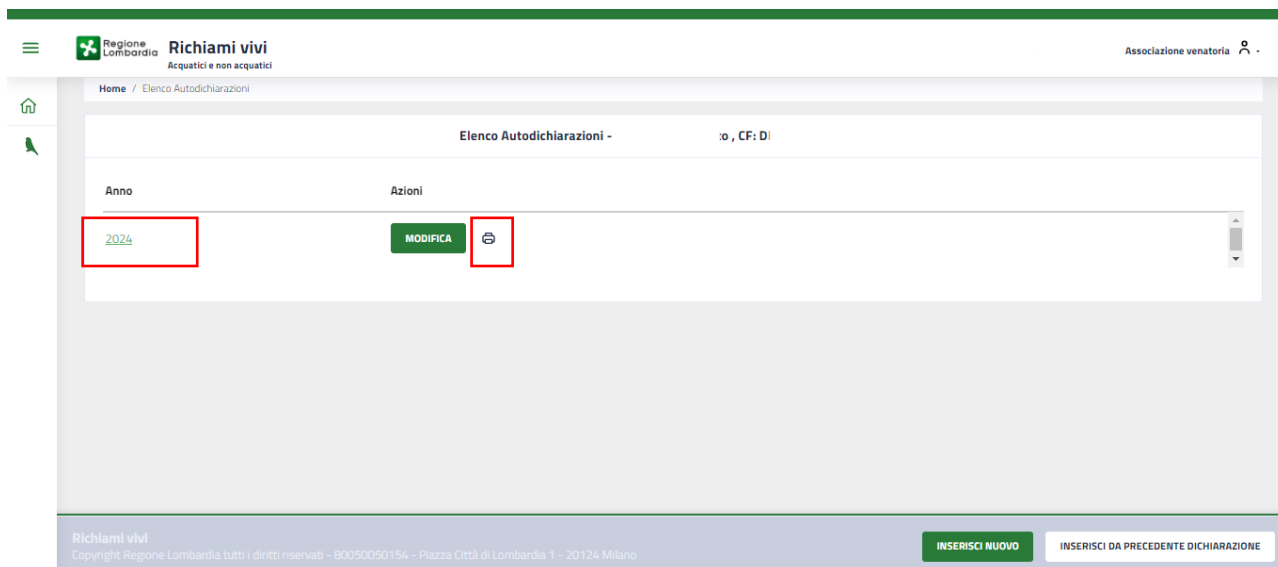 Regione Lombardia
Richiami vivi
Acquatici e non acquatici
Associazione venatoria
Home / Elenco Autodichiarazioni
Elenco Autodichiarazioni - :o , CF: D
Anno Azioni
2024 MODIFICA
Richiami vivi
Copyright Regione Lombardia tutti i diritti riservati - 80050050154 - Piazza Città di Lombardia 1 - 20124 Milano
INSERISCI NUOVO INSERISCI DA PRECEDENTE DICHIARAZIONE